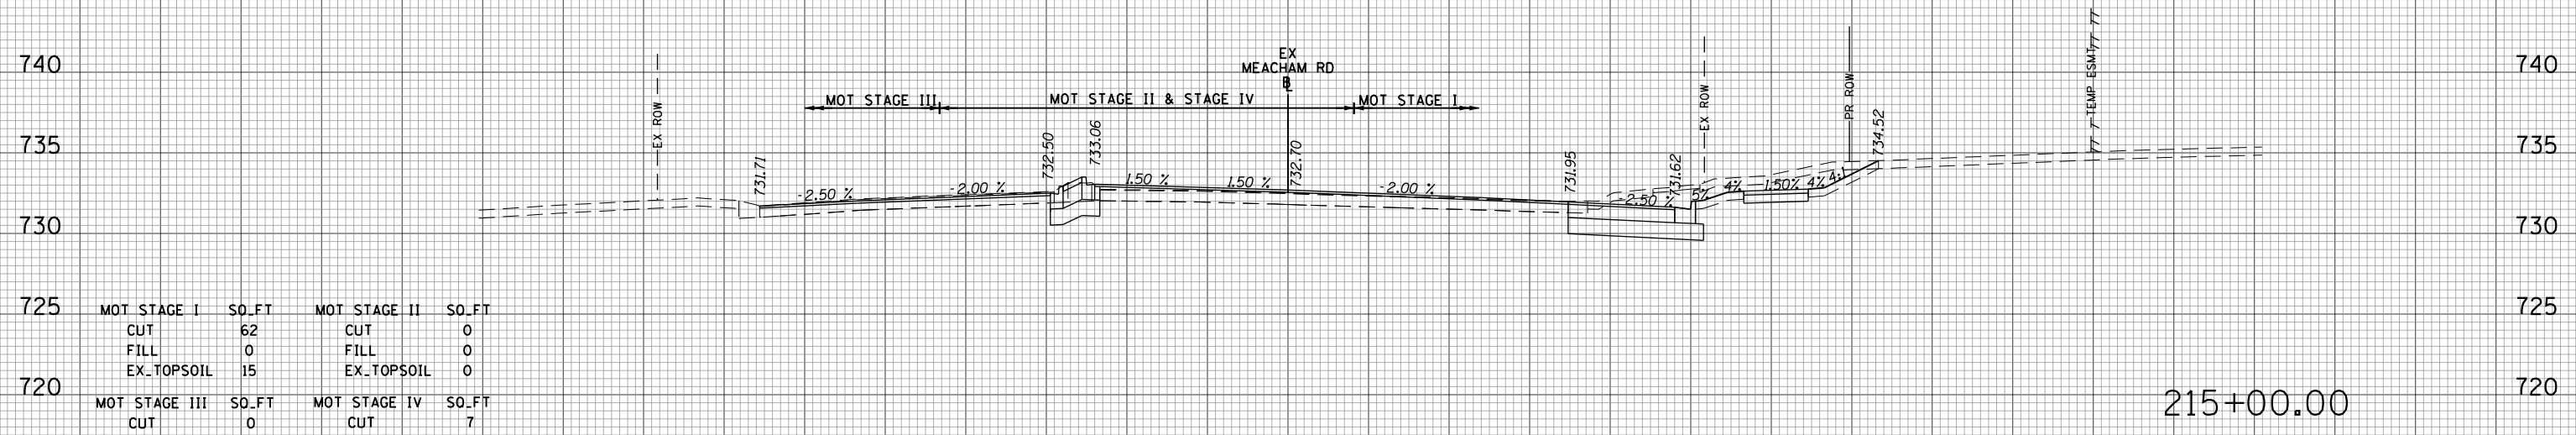 740
735
730
725
720
EX ROW
MOT STAGE III
MOT STAGE II & STAGE IV
MOT STAGE I
EX
MEACHAM RD
BL
731.71
-2.50 %
-2.00 %
732.50
733.06
1.50 %
1.50 %
732.70
-2.00 %
731.95
-2.50 %
731.62
5%
EX ROW
4%
1.50%
4%
4:1
PR ROW
734.52
TEMP ESMT
740
735
730
725
720
MOT STAGE I SQ_FT
CUT 62
FILL 0
EX_TOPSOIL 15
MOT STAGE II SQ_FT
CUT 0
FILL 0
EX_TOPSOIL 0
MOT STAGE III SQ_FT
CUT 0
MOT STAGE IV SQ_FT
CUT 7
215+00.00